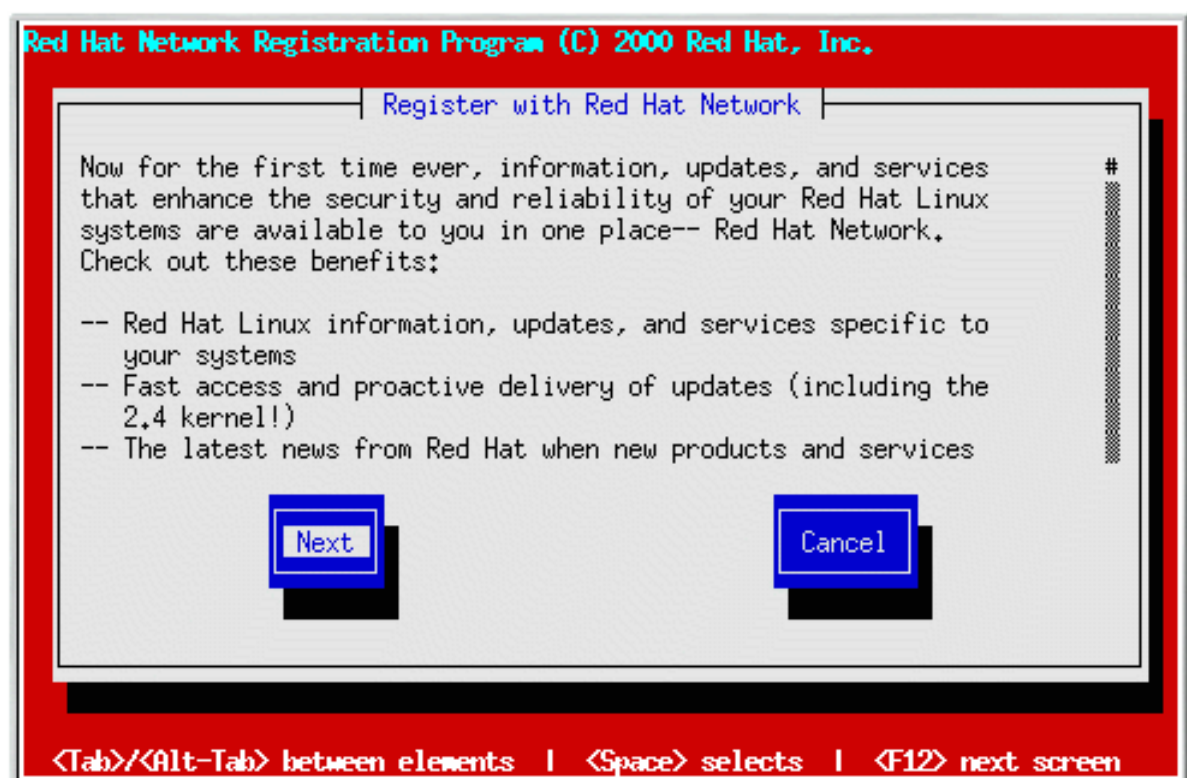 Red Hat Network Registration Program (C) 2000 Red Hat, Inc.
Register with Red Hat Network
Now for the first time ever, information, updates, and services
that enhance the security and reliability of your Red Hat Linux
systems are available to you in one place-- Red Hat Network.
Check out these benefits:
-- Red Hat Linux information, updates, and services specific to
your systems
-- Fast access and proactive delivery of updates (including the
2.4 kernel!)
-- The latest news from Red Hat when new products and services
#
Next
Cancel
<Tab>/<Alt-Tab> between elements | <Space> selects | <F12> next screen